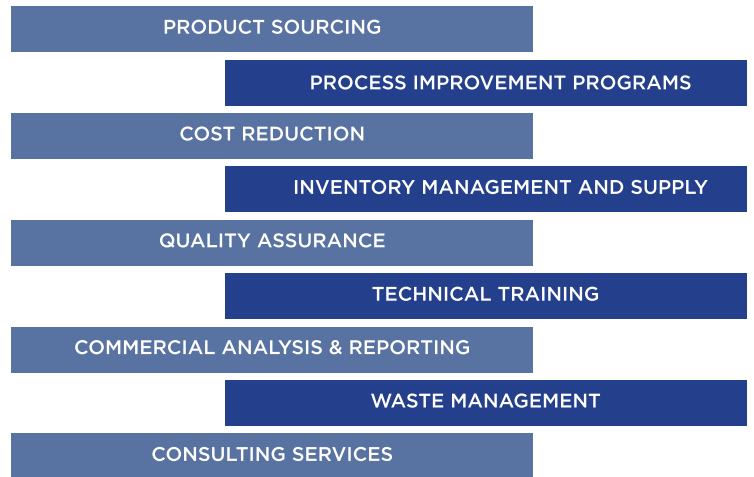 PRODUCT SOURCING
PROCESS IMPROVEMENT PROGRAMS
COST REDUCTION
INVENTORY MANAGEMENT AND SUPPLY
QUALITY ASSURANCE
TECHNICAL TRAINING
COMMERCIAL ANALYSIS & REPORTING
WASTE MANAGEMENT
CONSULTING SERVICES